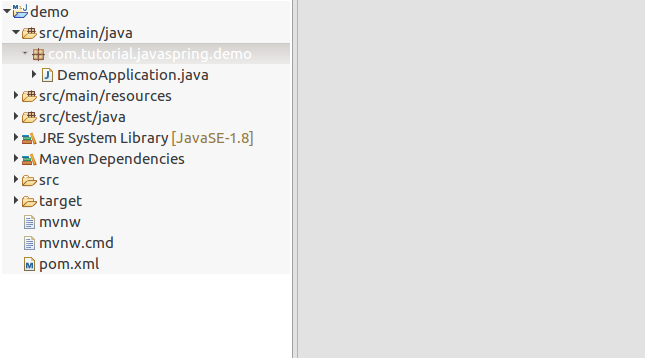 demo
src/main/java
com.tutorial.javaspring.demo
DemoApplication.java
src/main/resources
src/test/java
JRE System Library [JavaSE-1.8]
Maven Dependencies
src
target
mvnw
mvnw.cmd
pom.xml